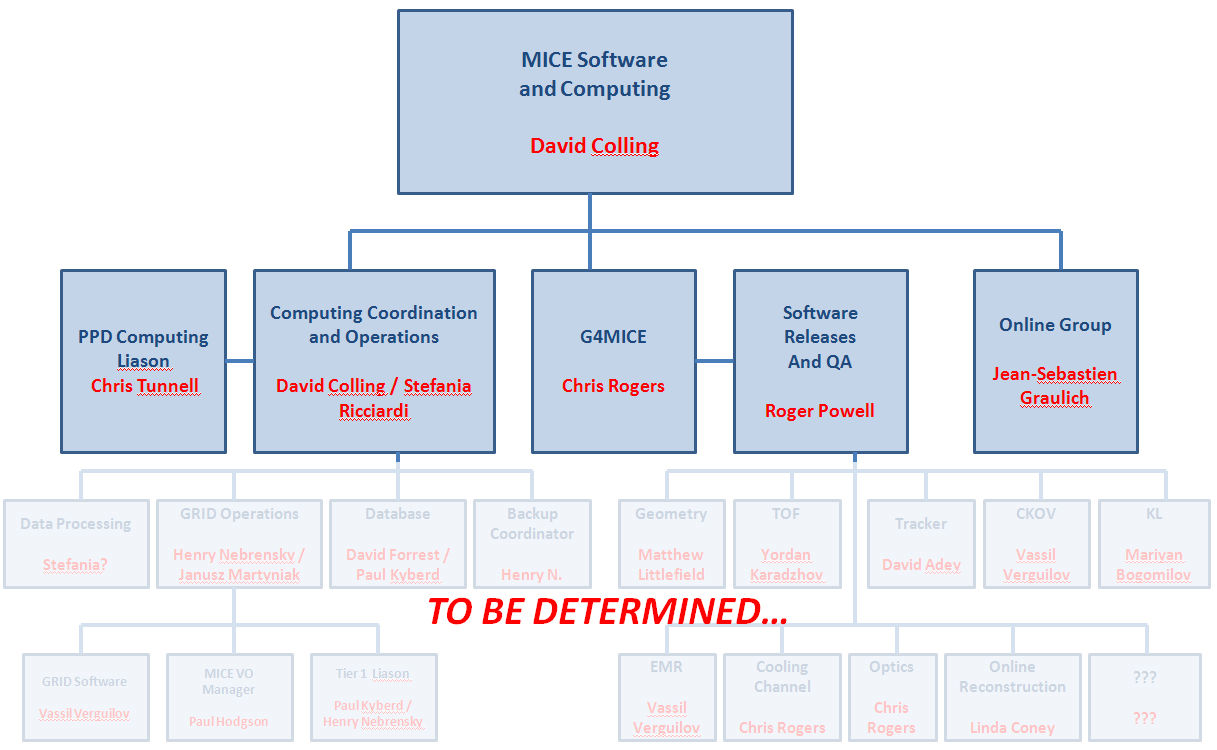 MICE Software
and Computing
David Colling
PPD Computing
Liason
Chris Tunnell
Computing Coordination
and Operations
David Colling / Stefania
Ricciardi
G4MICE
Chris Rogers
Software
Releases
And QA
Roger Powell
Online Group
Jean-Sebastien
Graulich
Data Processing
Stefania?
GRID Operations
Henry Nebrensky /
Janusz Martyniak
Database
David Forrest /
Paul Kyberd
Backup
Coordinator
Henry N.
Geometry
Matthew
Littlefield
TOF
Yordan
Karadzhov
Tracker
David Adey
CKOV
Vassil
Verguilov
KL
Mariyan
Bogomilov
TO BE DETERMINED...
GRID Software
Vassil Verguilov
MICE VO
Manager
Paul Hodgson
Tier 1 Liason
Paul Kyberd /
Henry Nebrensky
EMR
Vassil
Verguilov
Cooling
Channel
Chris Rogers
Optics
Chris
Rogers
Online
Reconstruction
Linda Coney
???
???